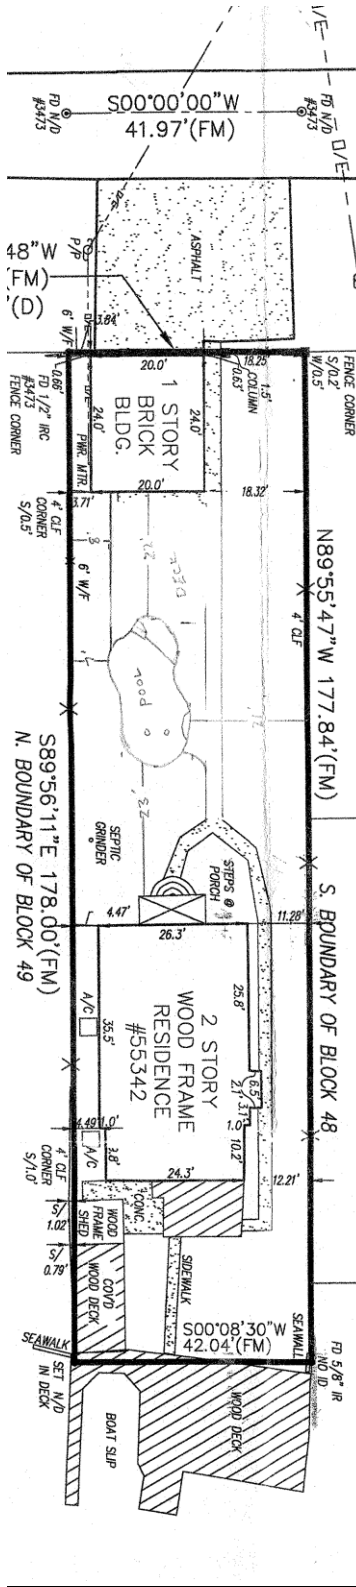 D/E
D/E
FD N/D
#3473
S00°00'00"W
41.97'(FM)
FD N/D
#3473
ASPHALT
P/P
48"W
(FM)
'(D)
6' W/F
3.84'
20.0'
18.25'
0.63'
COLUMN
1.5'
FENCE CORNER
S/0.2'
W/0.5'
0.66'
FD 1/2" IRC
#3473
FENCE CORNER
24.0'
PWR. MTR.
1 STORY
BRICK
BLDG.
24.0'
20.0'
18.32'
3.71'
4' CLF
CORNER
S/0.5'
6' W/F
8'
22'
DECK
4' CLF
N89°55'47"W 177.84'(FM)
S. BOUNDARY OF BLOCK 48
POOL
23'
S89°56'11"E 178.00'(FM)
N. BOUNDARY OF BLOCK 49
SEPTIC
GRINDER
STEPS @
PORCH
4.47'
26.3'
11.28'
25.8'
2 STORY
WOOD FRAME
RESIDENCE
#55342
35.5'
A/C
6.5'
2.1'
3.1'
1.0'
10.2'
4.49'
1.0'
A/C
9.8'
24.3'
12.21'
4' CLF
CORNER
S/1.0'
CONC.
WOOD
FRAME
SHED
S/
1.02'
S/
0.79'
COV'D
WOOD DECK
SIDEWALK
S00°08'30"W
42.04'(FM)
SEAWALL
FD 5/8" IR
NO ID
SEAWALK
SET N/D
IN DECK
BOAT SLIP
WOOD DECK